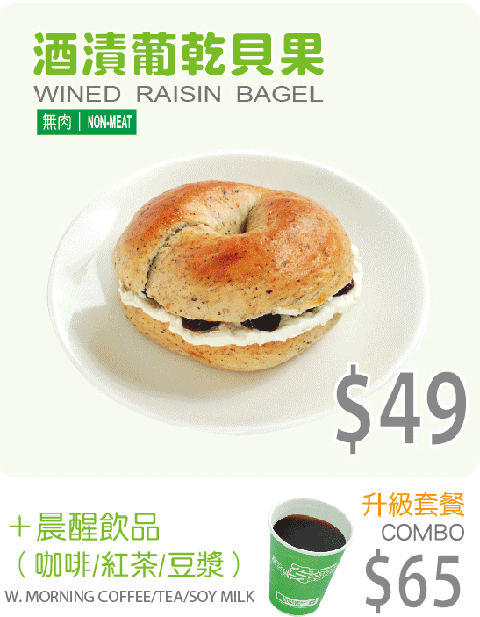 酒漬葡乾貝果
WINED RAISIN BAGEL
無肉 | NON-MEAT
$49
升級套餐
COMBO
$65
＋晨醒飲品
（咖啡/紅茶/豆漿）
W. MORNING COFFEE/TEA/SOY MILK